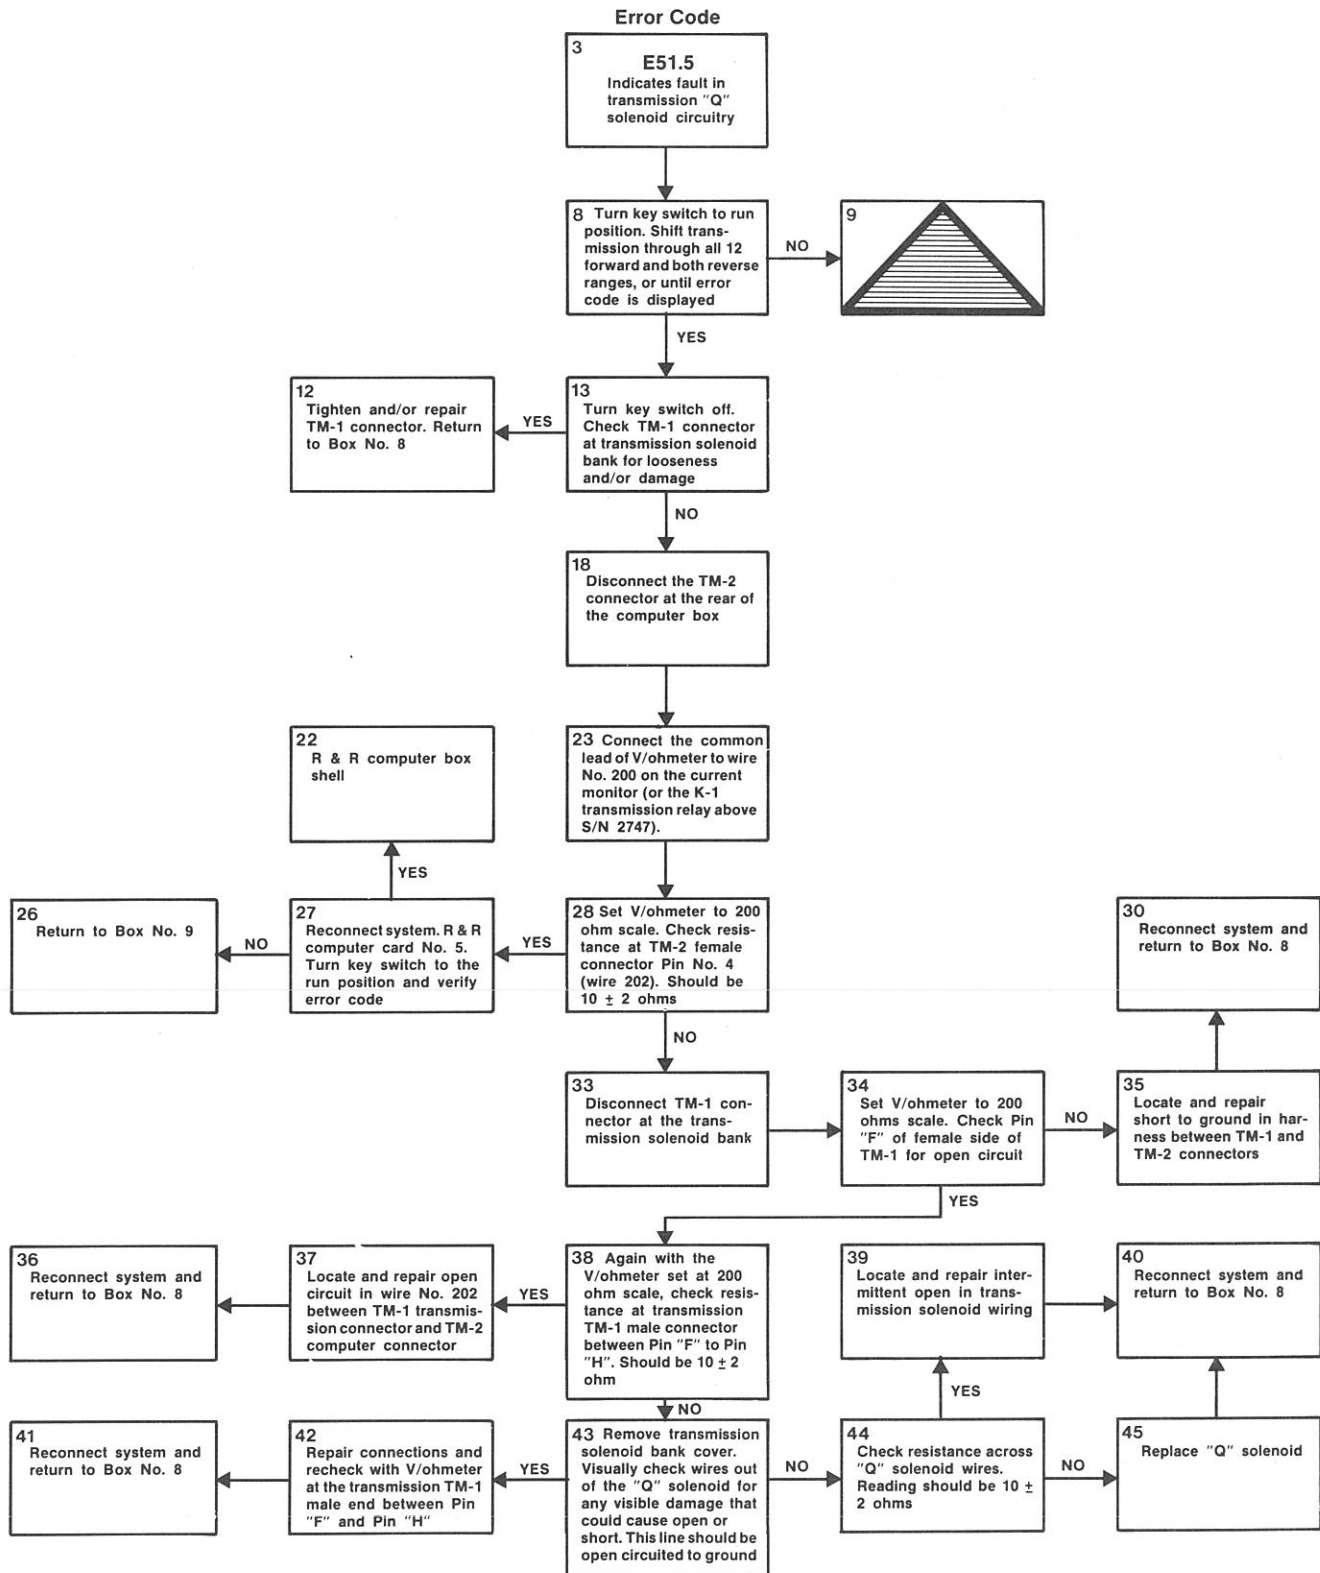 Error Code
3
E51.5
Indicates fault in
transmission "Q"
solenoid circuitry
8 Turn key switch to run
position. Shift trans-
mission through all 12
forward and both reverse
ranges, or until error
code is displayed
NO
9
YES
12
Tighten and/or repair
TM-1 connector. Return
to Box No. 8
YES
13
Turn key switch off.
Check TM-1 connector
at transmission solenoid
bank for looseness
and/or damage
NO
18
Disconnect the TM-2
connector at the rear of
the computer box
22
R & R computer box
shell
23 Connect the common
lead of V/ohmeter to wire
No. 200 on the current
monitor (or the K-1
transmission relay above
S/N 2747).
YES
26
Return to Box No. 9
NO
27
Reconnect system. R & R
computer card No. 5.
Turn key switch to the
run position and verify
error code
YES
28 Set V/ohmeter to 200
ohm scale. Check resis-
tance at TM-2 female
connector Pin No. 4
(wire 202). Should be
10 ± 2 ohms
30
Reconnect system and
return to Box No. 8
NO
33
Disconnect TM-1 con-
nector at the trans-
mission solenoid bank
34
Set V/ohmeter to 200
ohms scale. Check Pin
"F" of female side of
TM-1 for open circuit
NO
35
Locate and repair
short to ground in har-
ness between TM-1 and
TM-2 connectors
YES
36
Reconnect system and
return to Box No. 8
37
Locate and repair open
circuit in wire No. 202
between TM-1 transmis-
sion connector and TM-2
computer connector
YES
38 Again with the
V/ohmeter set at 200
ohm scale, check resis-
tance at transmission
TM-1 male connector
between Pin "F" to Pin
"H". Should be 10 ± 2
ohm
39
Locate and repair inter-
mittent open in trans-
mission solenoid wiring
40
Reconnect system and
return to Box No. 8
NO
YES
41
Reconnect system and
return to Box No. 8
42
Repair connections and
recheck with V/ohmeter
at the transmission TM-1
male end between Pin
"F" and Pin "H"
YES
43 Remove transmission
solenoid bank cover.
Visually check wires out
of the "Q" solenoid for
any visible damage that
could cause open or
short. This line should be
open circuited to ground
NO
44
Check resistance across
"Q" solenoid wires.
Reading should be 10 ±
2 ohms
NO
45
Replace "Q" solenoid